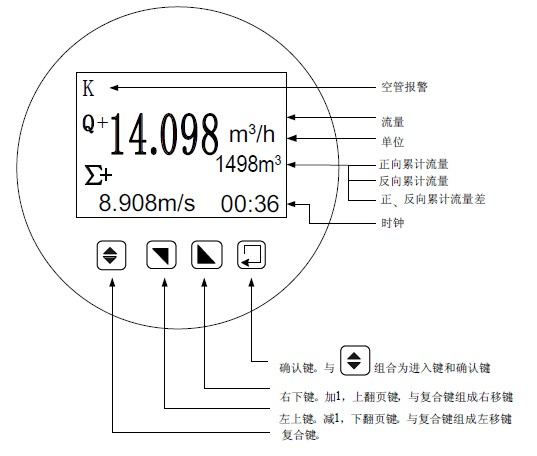 K
空管报警
Q+ 14.098 m³/h
流量
单位
Σ+ 1498m³
正向累计流量
反向累计流量
正、反向累计流量差
8.908m/s 00:36
时钟
确认键。与 组合为进入键和确认键
右下键。加1，上翻页键，与复合键组成右移键
左上键。减1，下翻页键，与复合键组成左移键
复合键。